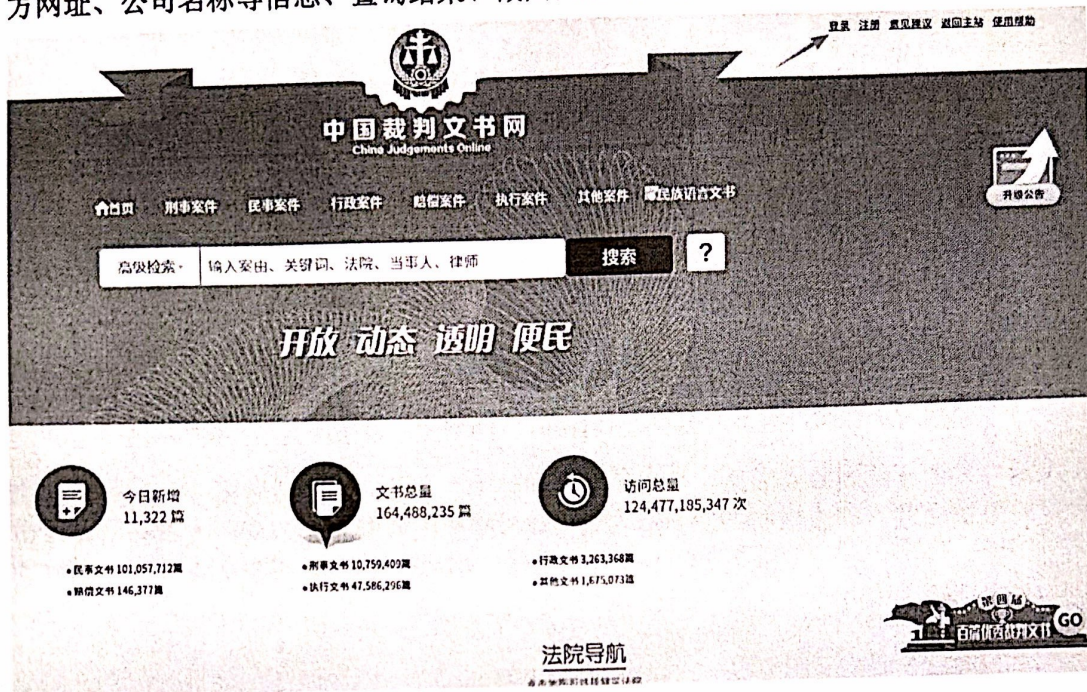 方网址、公司名称等信息、查询结果、
登录 注册 意见建议 返回主站 使用帮助
中国裁判文书网
China Judgements Online
首页 刑事案件 民事案件 行政案件 赔偿案件 执行案件 其他案件 民族语言文书
升级公告
高级检索 输入案由、关键词、法院、当事人、律师 搜索 ?
开放 动态 透明 便民
今日新增 文书总量 访问总量
11,322 篇 164,488,235 篇 124,477,185,347 次
•民事文书 101,057,712篇 •刑事文书 10,759,409篇 •行政文书 3,263,368篇
•赔偿文书 146,377篇 •执行文书 47,586,296篇 •其他文书 1,675,073篇
第四届
百篇优秀裁判文书 GO
法院导航